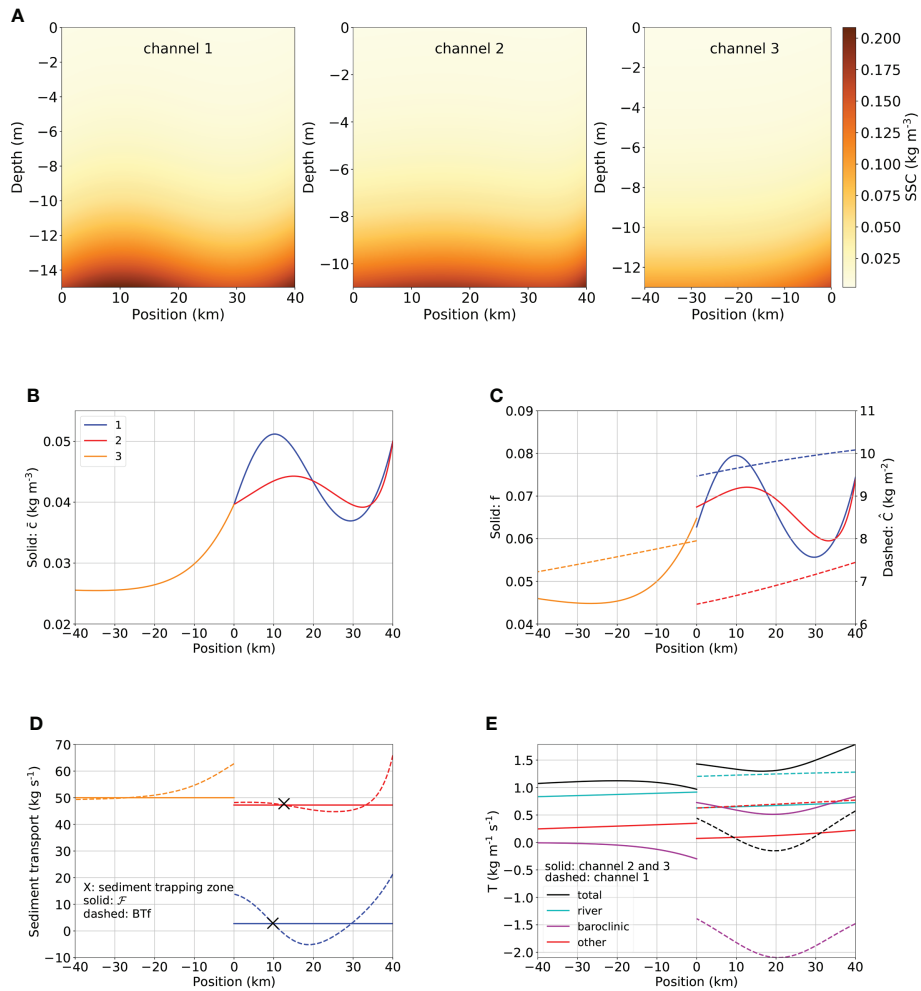 A
channel 1
channel 2
channel 3
0
−2
−4
−6
−8
−10
−12
−14
Depth (m)
0 10 20 30 40
Position (km)
0
−2
−4
−6
−8
−10
Depth (m)
0 10 20 30 40
Position (km)
0
−2
−4
−6
−8
−10
−12
Depth (m)
−40 −30 −20 −10 0
Position (km)
0.200
0.175
0.150
0.125
0.100
0.075
0.050
0.025
SSC (kg m⁻³)
B
1
2
3
0.05
0.04
0.03
0.02
Solid: c̄ (kg m⁻³)
−40 −30 −20 −10 0 10 20 30 40
Position (km)
C
0.09
0.08
0.07
0.06
0.05
0.04
Solid: f
11
10
9
8
7
6
Dashed: Ĉ (kg m⁻²)
−40 −30 −20 −10 0 10 20 30 40
Position (km)
D
70
60
50
40
30
20
10
0
−10
Sediment transport (kg s⁻¹)
X: sediment trapping zone
solid: ℱ
dashed: BTf
−40 −30 −20 −10 0 10 20 30 40
Position (km)
E
1.5
1.0
0.5
0.0
−0.5
−1.0
−1.5
−2.0
T (kg m⁻¹ s⁻¹)
solid: channel 2 and 3
dashed: channel 1
total
river
baroclinic
other
−40 −30 −20 −10 0 10 20 30 40
Position (km)